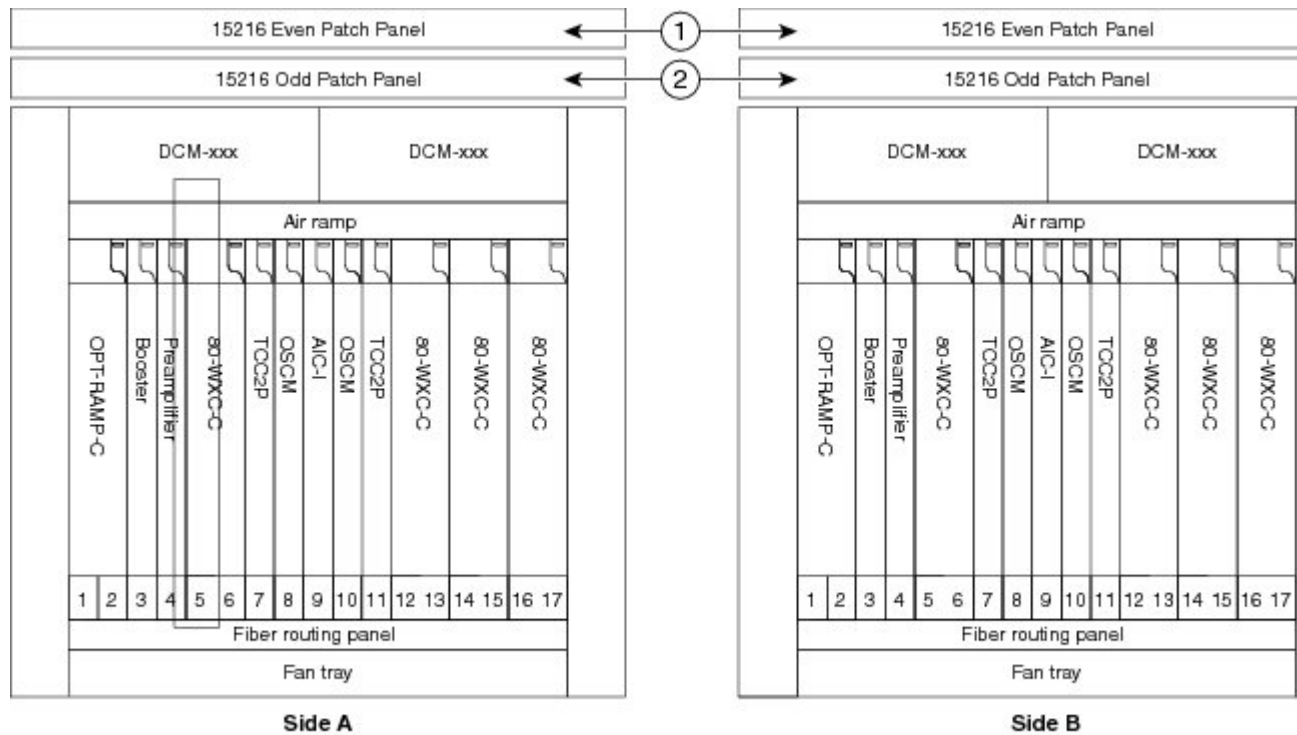 15216 Even Patch Panel 1 15216 Even Patch Panel
15216 Odd Patch Panel 2 15216 Odd Patch Panel
DCM-xxx DCM-xxx DCM-xxx DCM-xxx
Air ramp Air ramp
OPT-RAMP-C Booster Preamplifier 80-WXC-C TCC2P OSCM AIC-I OSCM TCC2P 80-WXC-C 80-WXC-C 80-WXC-C OPT-RAMP-C Booster Preamplifier 80-WXC-C TCC2P OSCM AIC-I OSCM TCC2P 80-WXC-C 80-WXC-C 80-WXC-C
1 2 3 4 5 6 7 8 9 10 11 12 13 14 15 16 17 1 2 3 4 5 6 7 8 9 10 11 12 13 14 15 16 17
Fiber routing panel Fiber routing panel
Fan tray Fan tray
Side A Side B